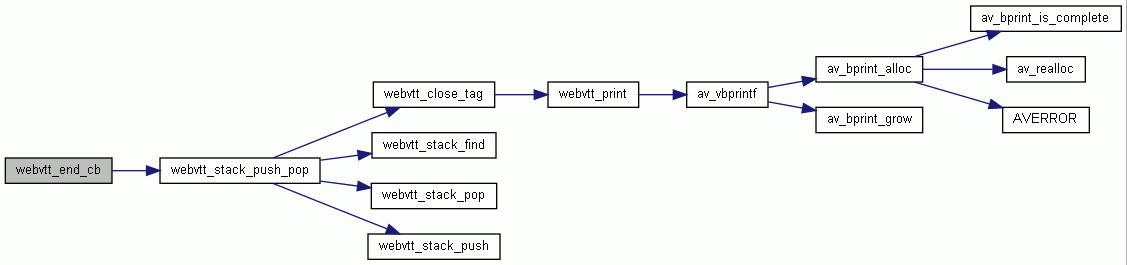 webvtt_end_cb
webvtt_stack_push_pop
webvtt_close_tag
webvtt_stack_find
webvtt_stack_pop
webvtt_stack_push
webvtt_print
av_vbprintf
av_bprint_alloc
av_bprint_grow
av_bprint_is_complete
av_realloc
AVERROR